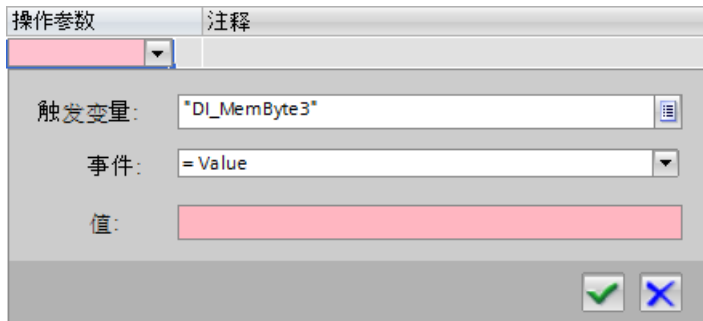 操作参数 注释
触发变量: "DI_MemByte3"
事件: = Value
值: